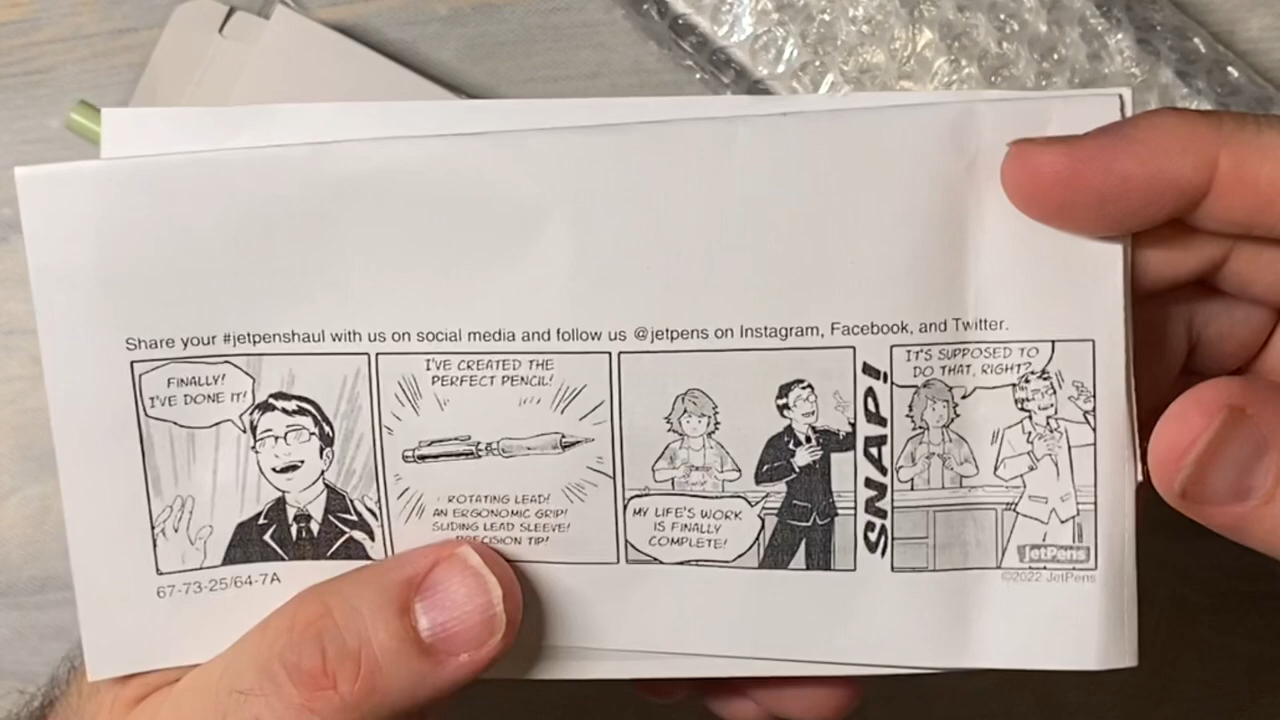 Share your #jetpenshaul with us on social media and follow us @jetpens on Instagram, Facebook, and Twitter.
FINALLY!
I'VE DONE IT!
I'VE CREATED THE
PERFECT PENCIL!
ROTATING LEAD!
AN ERGONOMIC GRIP!
SLIDING LEAD SLEEVE!
PRECISION TIP!
MY LIFE'S WORK
IS FINALLY
COMPLETE!
SNAP!
IT'S SUPPOSED TO
DO THAT, RIGHT?
JetPens
67-73-25/64-7A
©2022 JetPens